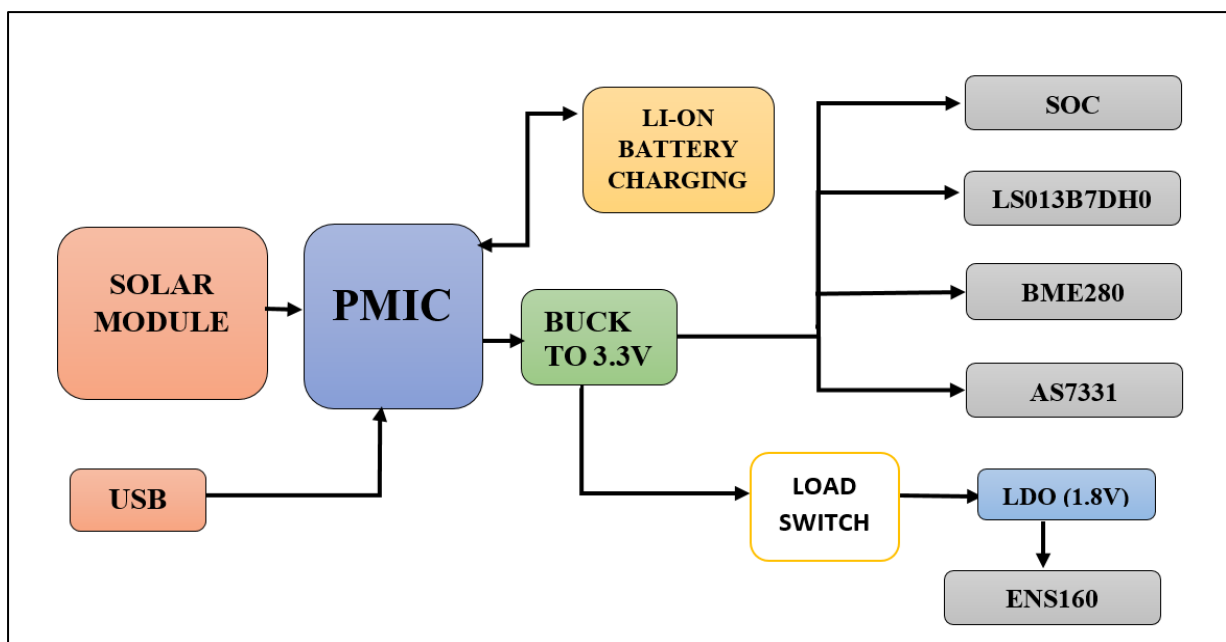 SOLAR
MODULE
USB
PMIC
LI-ON
BATTERY
CHARGING
BUCK
TO 3.3V
SOC
LS013B7DH0
BME280
AS7331
LOAD
SWITCH
LDO (1.8V)
ENS160